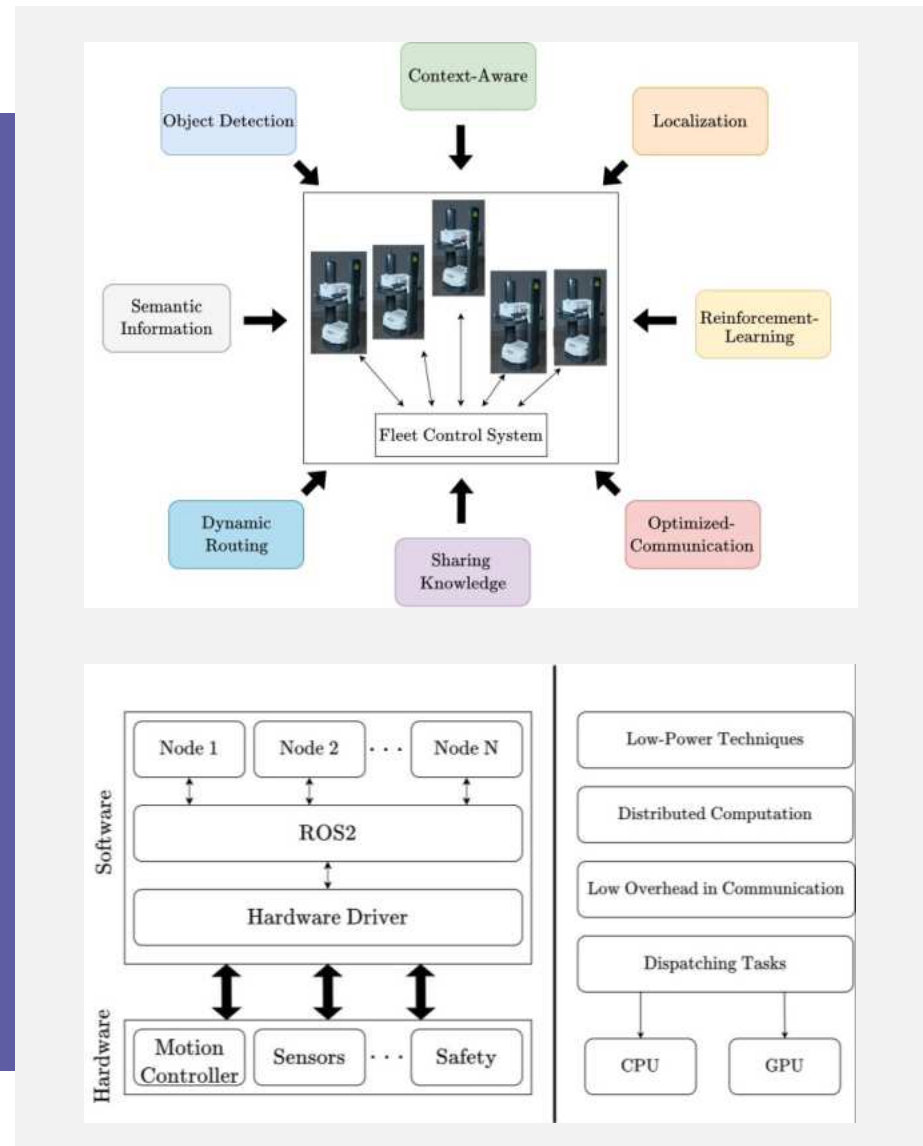 Context-Aware
Object Detection
Localization
Semantic
Information
Reinforcement-
Learning
Fleet Control System
Dynamic
Routing
Sharing
Knowledge
Optimized-
Communication
Software
Node 1
Node 2
. . .
Node N
ROS2
Hardware Driver
Hardware
Motion
Controller
Sensors
. . .
Safety
Low-Power Techniques
Distributed Computation
Low Overhead in Communication
Dispatching Tasks
CPU
GPU